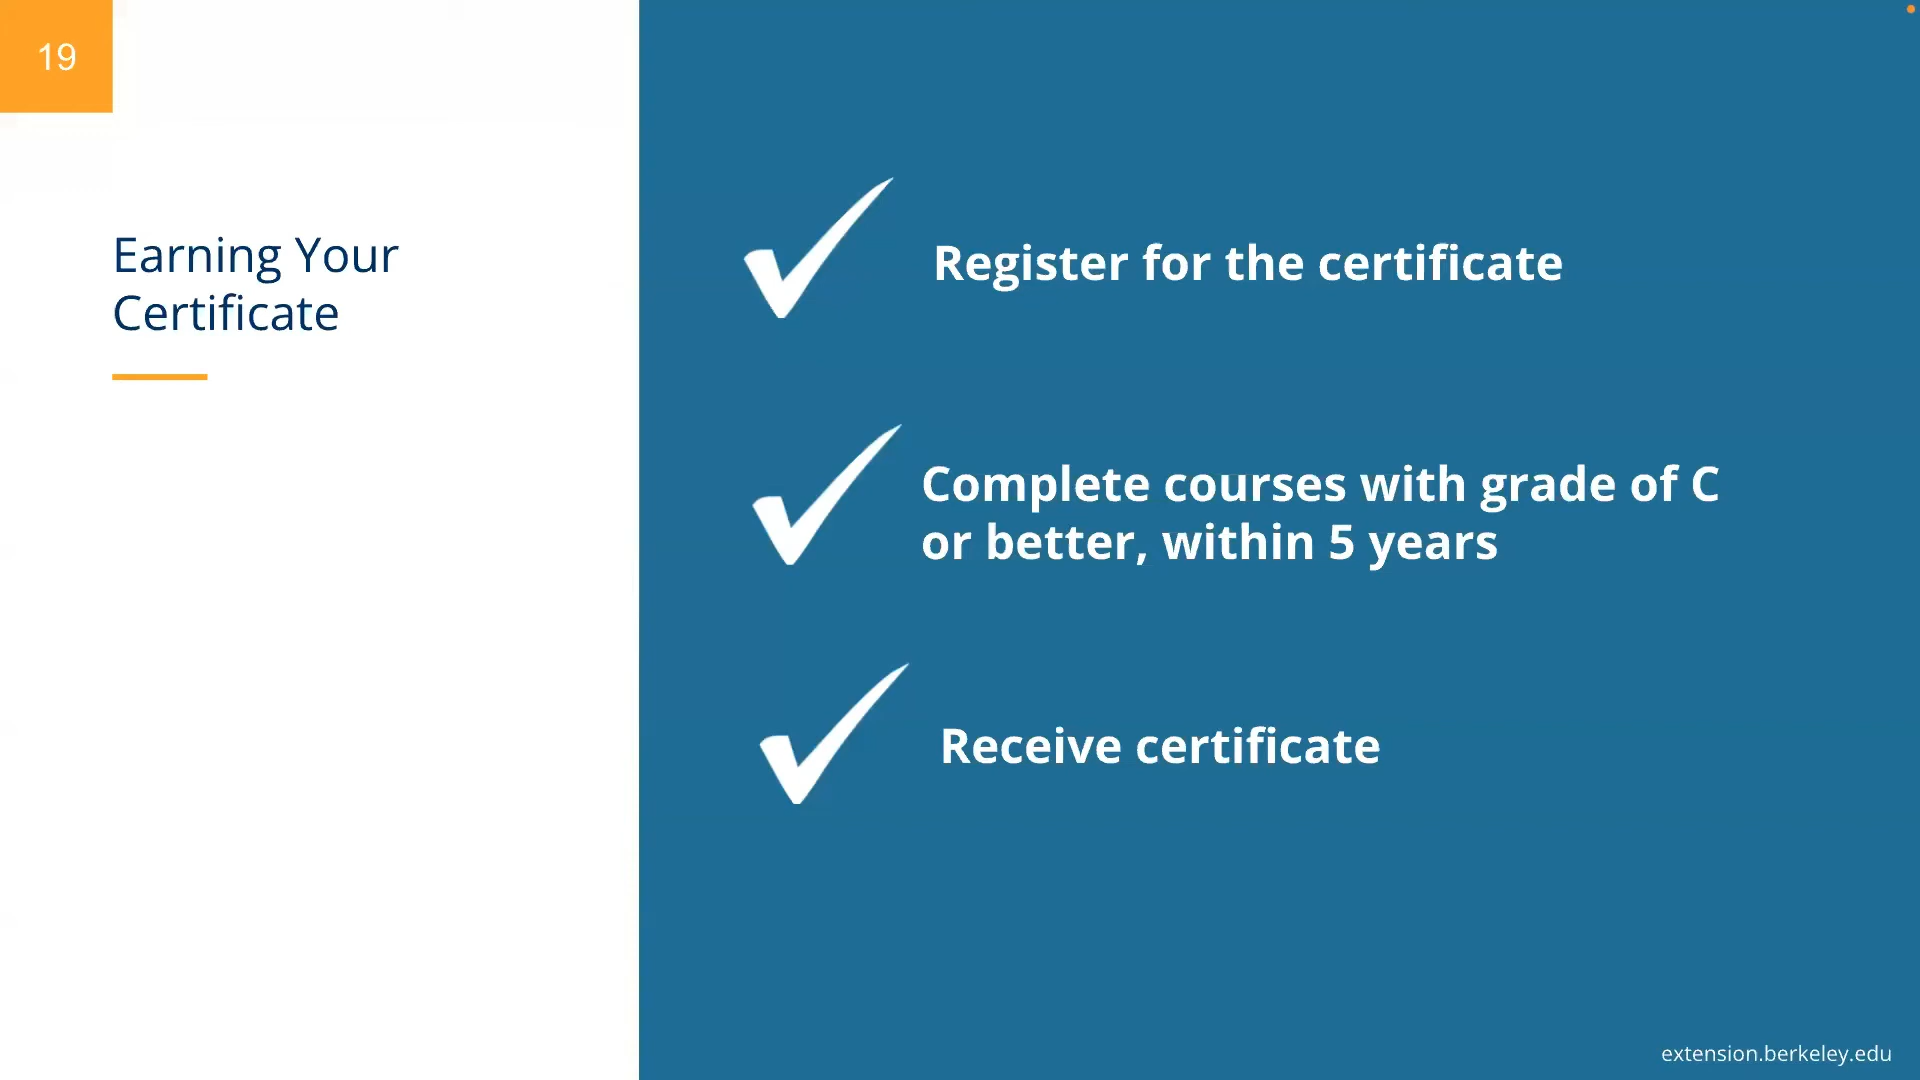 19
Earning Your
Certificate
Register for the certificate
Complete courses with grade of C
or better, within 5 years
Receive certificate
extension.berkeley.edu